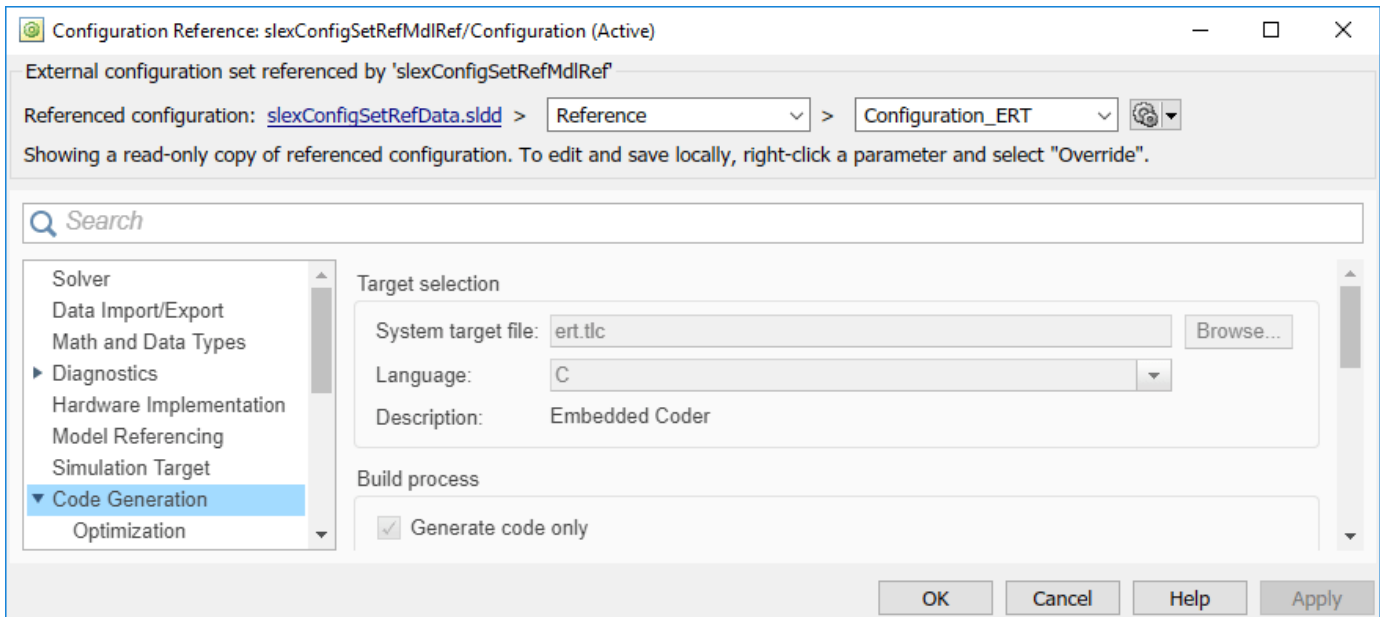 Configuration Reference: slexConfigSetRefMdlRef/Configuration (Active)
External configuration set referenced by 'slexConfigSetRefMdlRef'
Referenced configuration: slexConfigSetRefData.sldd > Reference > Configuration_ERT
Showing a read-only copy of referenced configuration. To edit and save locally, right-click a parameter and select "Override".
Search
Solver
Data Import/Export
Math and Data Types
Diagnostics
Hardware Implementation
Model Referencing
Simulation Target
Code Generation
Optimization
Target selection
System target file: ert.tlc Browse...
Language: C
Description: Embedded Coder
Build process
Generate code only
OK Cancel Help Apply